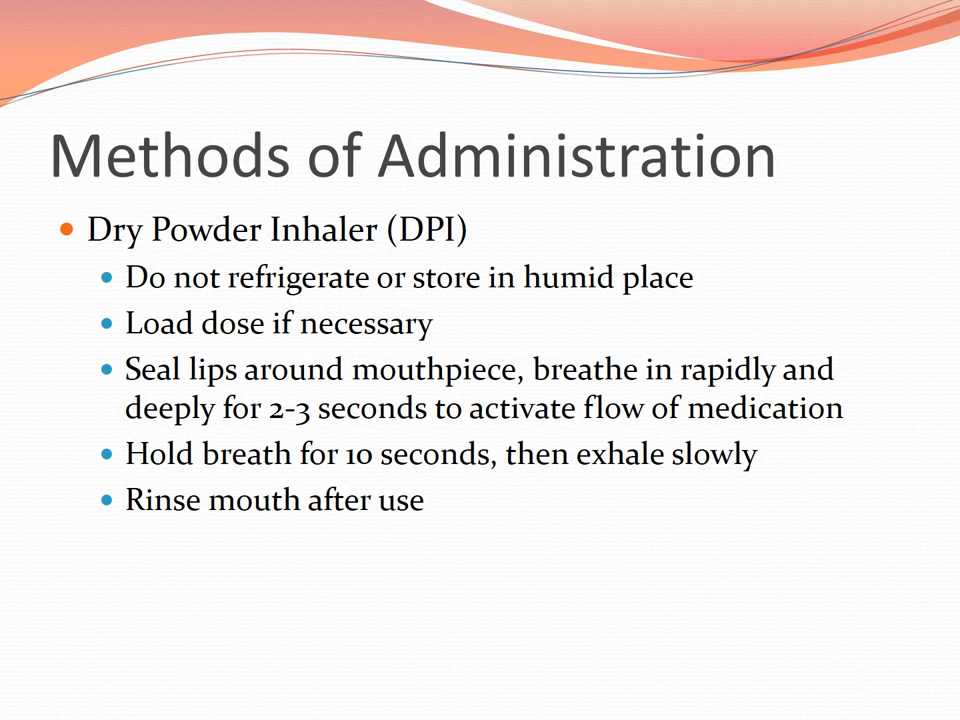 Methods of Administration
Dry Powder Inhaler (DPI)
Do not refrigerate or store in humid place
Load dose if necessary
Seal lips around mouthpiece, breathe in rapidly and
deeply for 2-3 seconds to activate flow of medication
Hold breath for 10 seconds, then exhale slowly
Rinse mouth after use